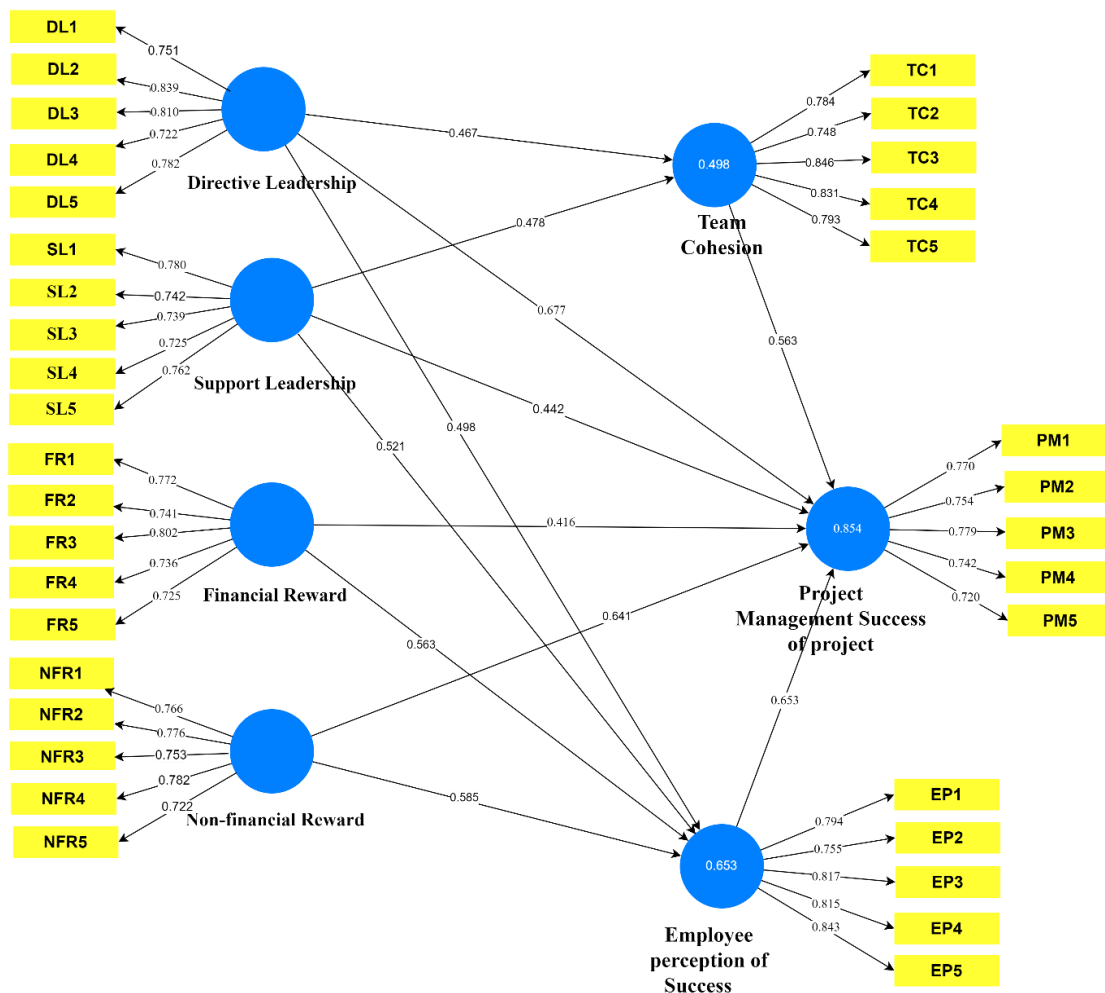 DL1
DL2
DL3
DL4
DL5
0.751
0.839
0.810
0.722
0.782
Directive Leadership
SL1
SL2
SL3
SL4
SL5
0.780
0.742
0.739
0.725
0.762
Support Leadership
FR1
FR2
FR3
FR4
FR5
0.772
0.741
0.802
0.736
0.725
Financial Reward
NFR1
NFR2
NFR3
NFR4
NFR5
0.766
0.776
0.753
0.782
0.722
Non-financial Reward
0.467
0.478
0.677
0.563
0.442
0.498
0.521
0.416
0.641
0.563
0.653
0.585
0.498
Team
Cohesion
0.784
0.748
0.846
0.831
0.793
TC1
TC2
TC3
TC4
TC5
0.854
Project
Management Success
of project
0.770
0.754
0.779
0.742
0.720
PM1
PM2
PM3
PM4
PM5
0.653
Employee
perception of
Success
0.794
0.755
0.817
0.815
0.843
EP1
EP2
EP3
EP4
EP5